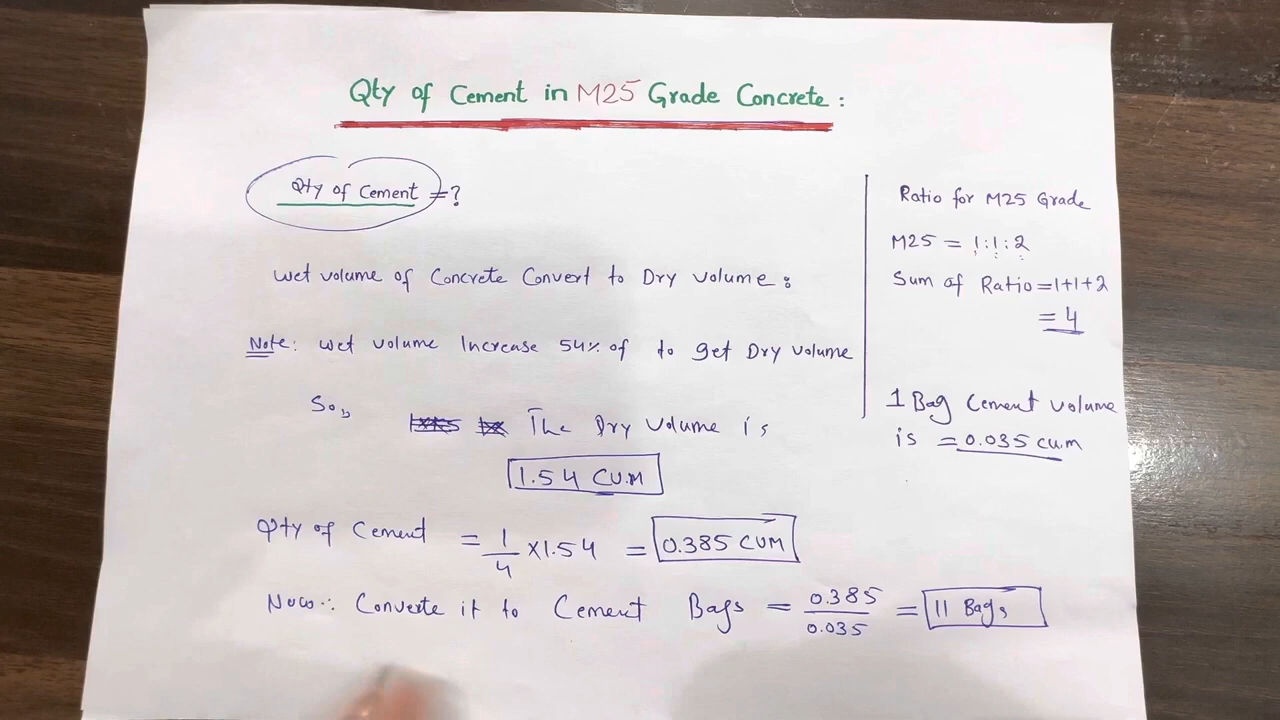 Qty of Cement in M25 Grade Concrete :
Qty of Cement = ?
Wet volume of Concrete Convert to Dry volume :
Note: Wet volume Increase 54% of to get Dry volume
So,, The Dry Volume is
1.54 CU.M
Qty of Cement = 1/4 X1.54 = 0.385 CUM
Now: Converte it to Cement Bags = 0.385/0.035 = 11 Bags
Ratio for M25 Grade
M25 = 1:1:2
Sum of Ratio=1+1+2
= 4
1 Bag Cement volume
is = 0.035 cum